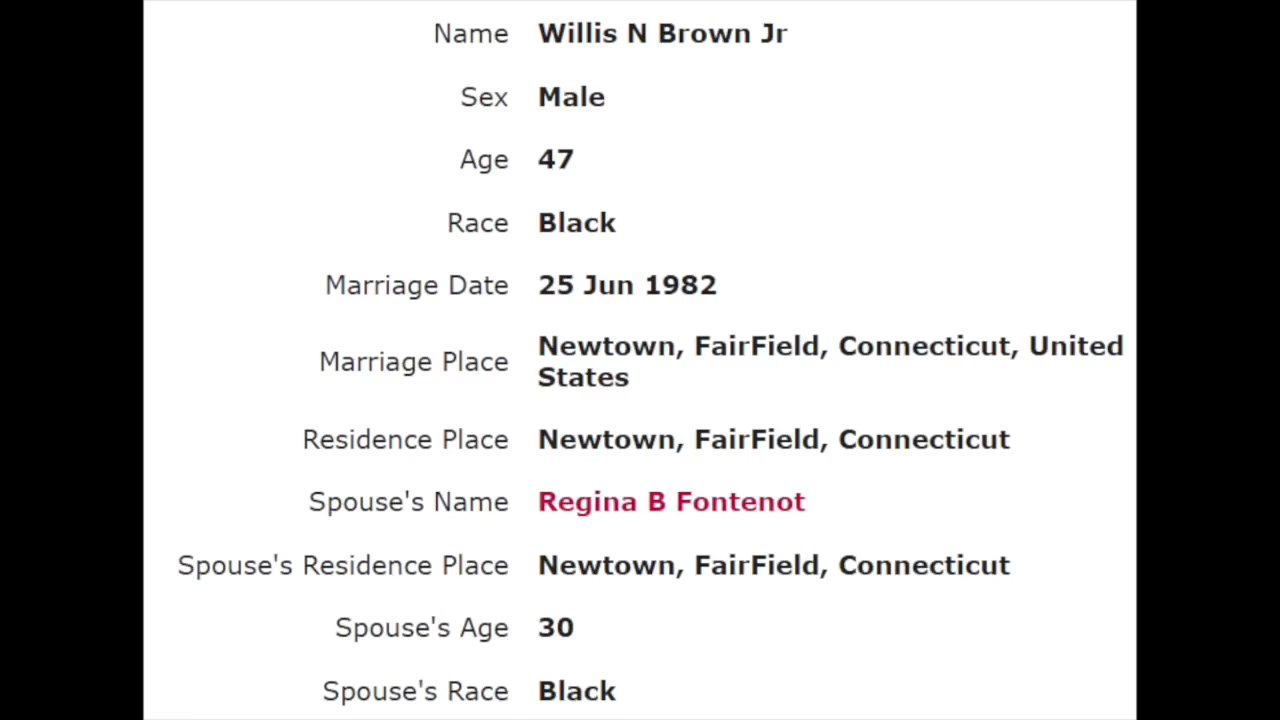 Name Willis N Brown Jr
Sex Male
Age 47
Race Black
Marriage Date 25 Jun 1982
Marriage Place Newtown, FairField, Connecticut, United
States
Residence Place Newtown, FairField, Connecticut
Spouse's Name Regina B Fontenot
Spouse's Residence Place Newtown, FairField, Connecticut
Spouse's Age 30
Spouse's Race Black